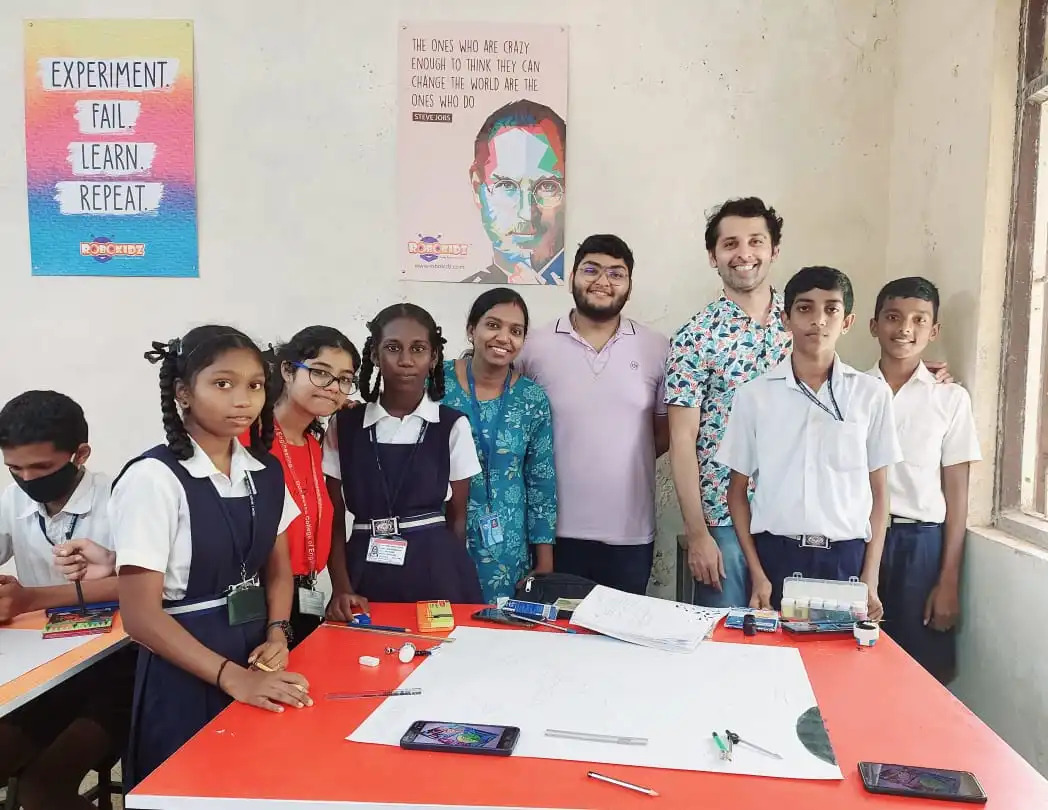 EXPERIMENT.
FAIL.
LEARN.
REPEAT.
ROBOKIDZ
THE ONES WHO ARE CRAZY
ENOUGH TO THINK THEY CAN
CHANGE THE WORLD ARE THE
ONES WHO DO
STEVE JOBS
ROBOKIDZ